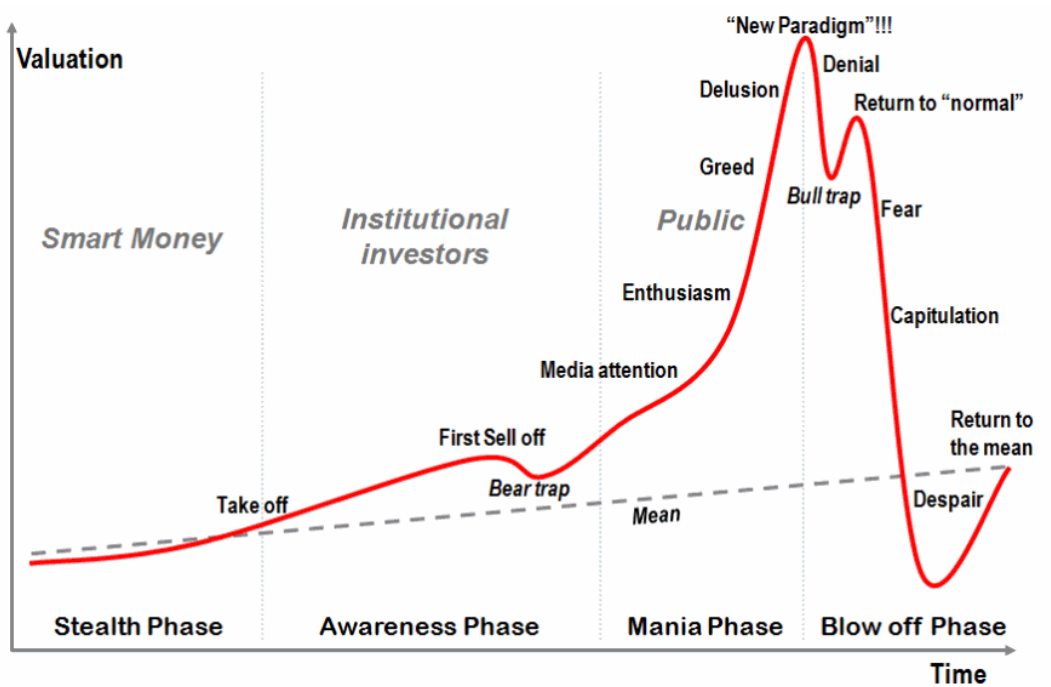 “New Paradigm”!!!
Valuation
Denial
Delusion
Return to “normal”
Greed
Bull trap
Fear
Smart Money
Institutional
investors
Public
Enthusiasm
Capitulation
Media attention
First Sell off
Return to
the mean
Bear trap
Take off
Mean
Despair
Stealth Phase
Awareness Phase
Mania Phase
Blow off Phase
Time